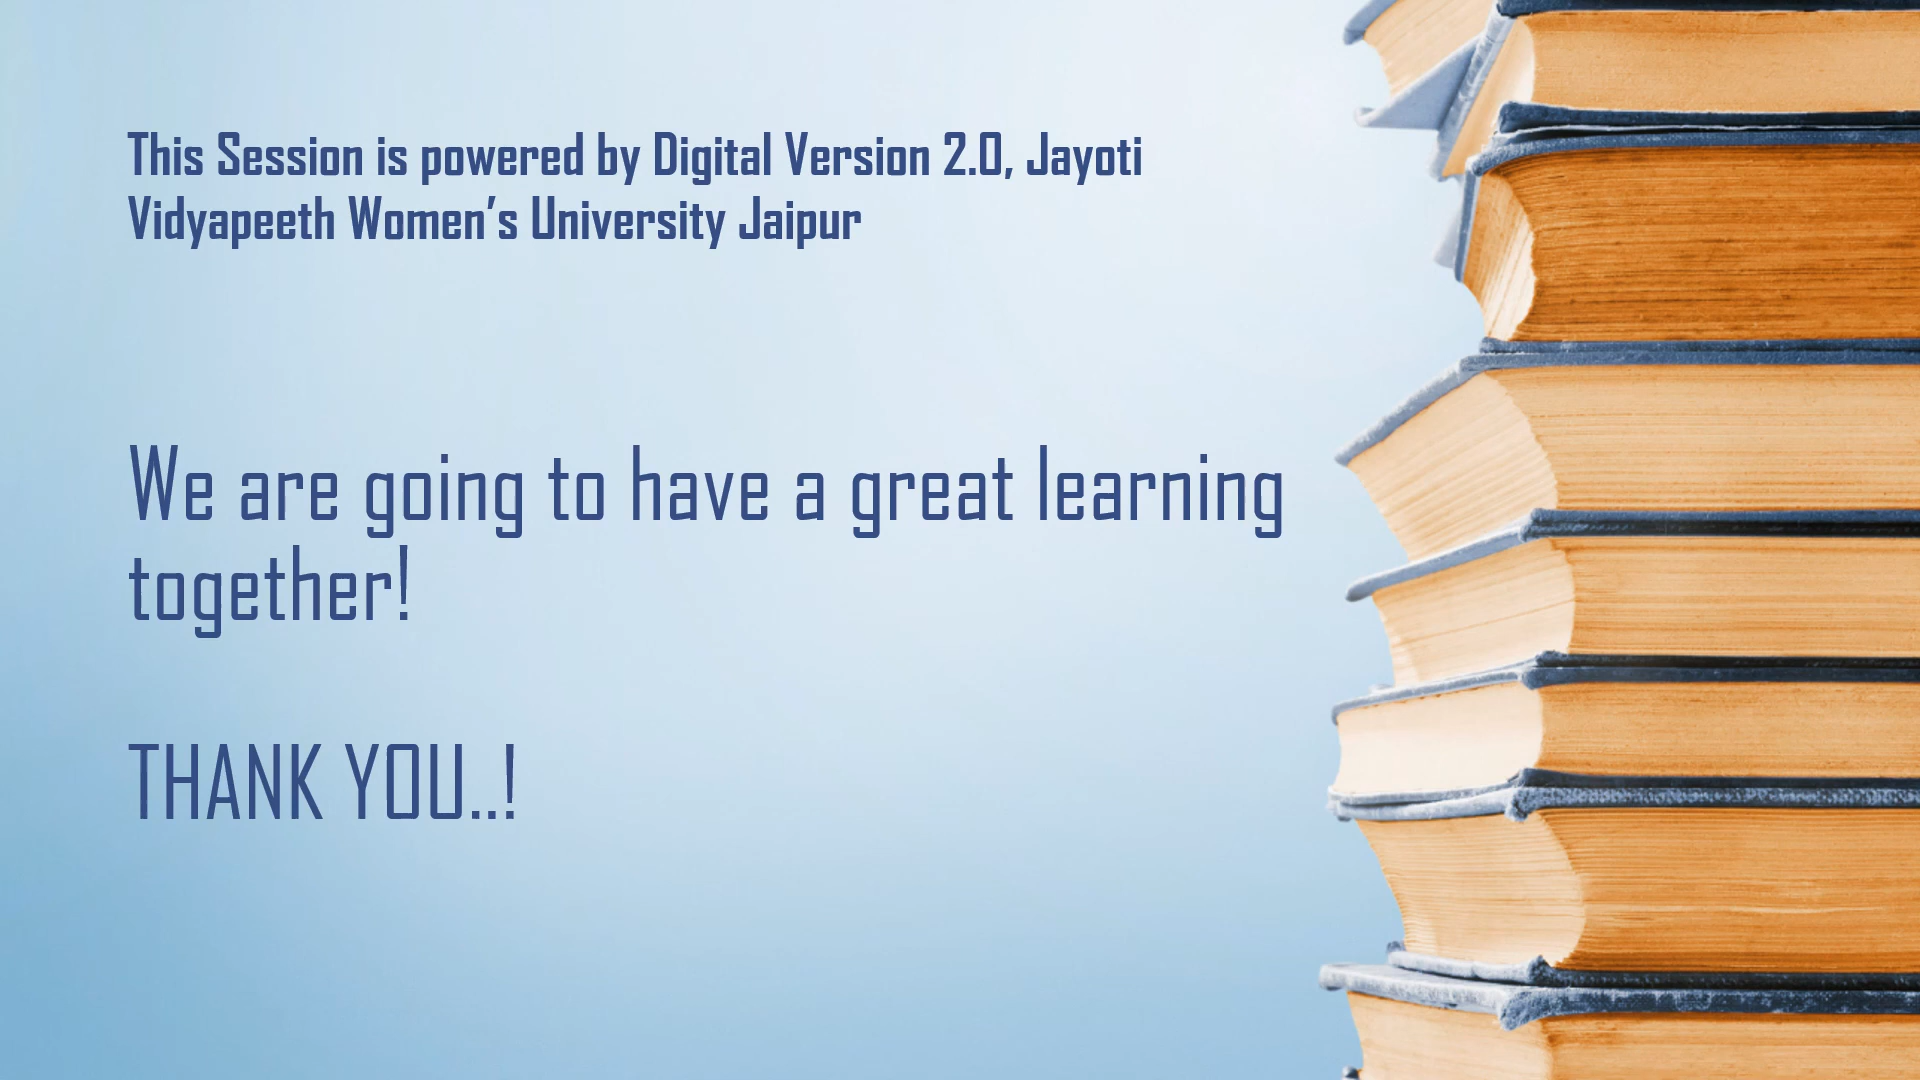 This Session is powered by Digital Version 2.0, Jayoti
Vidyapeeth Women’s University Jaipur
We are going to have a great learning
together!
THANK YOU..!